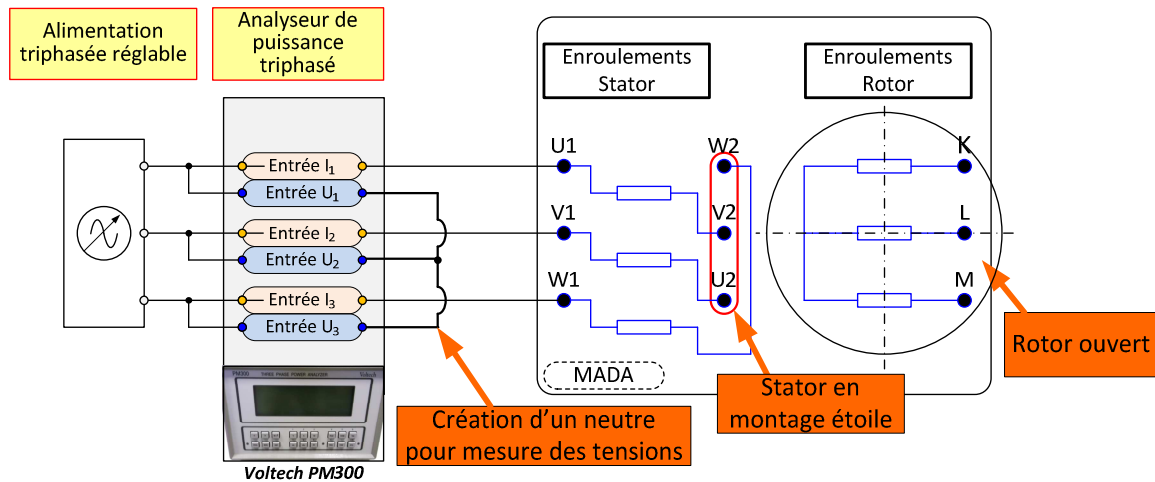 Alimentation
triphasée réglable
Analyseur de
puissance
triphasé
Enroulements
Stator
Enroulements
Rotor
Entrée I1
Entrée U1
Entrée I2
Entrée U2
Entrée I3
Entrée U3
U1
V1
W1
W2
V2
U2
K
L
M
MADA
Rotor ouvert
Stator en
montage étoile
Création d’un neutre
pour mesure des tensions
PM300 THREE PHASE POWER ANALYZER Voltech
Voltech PM300